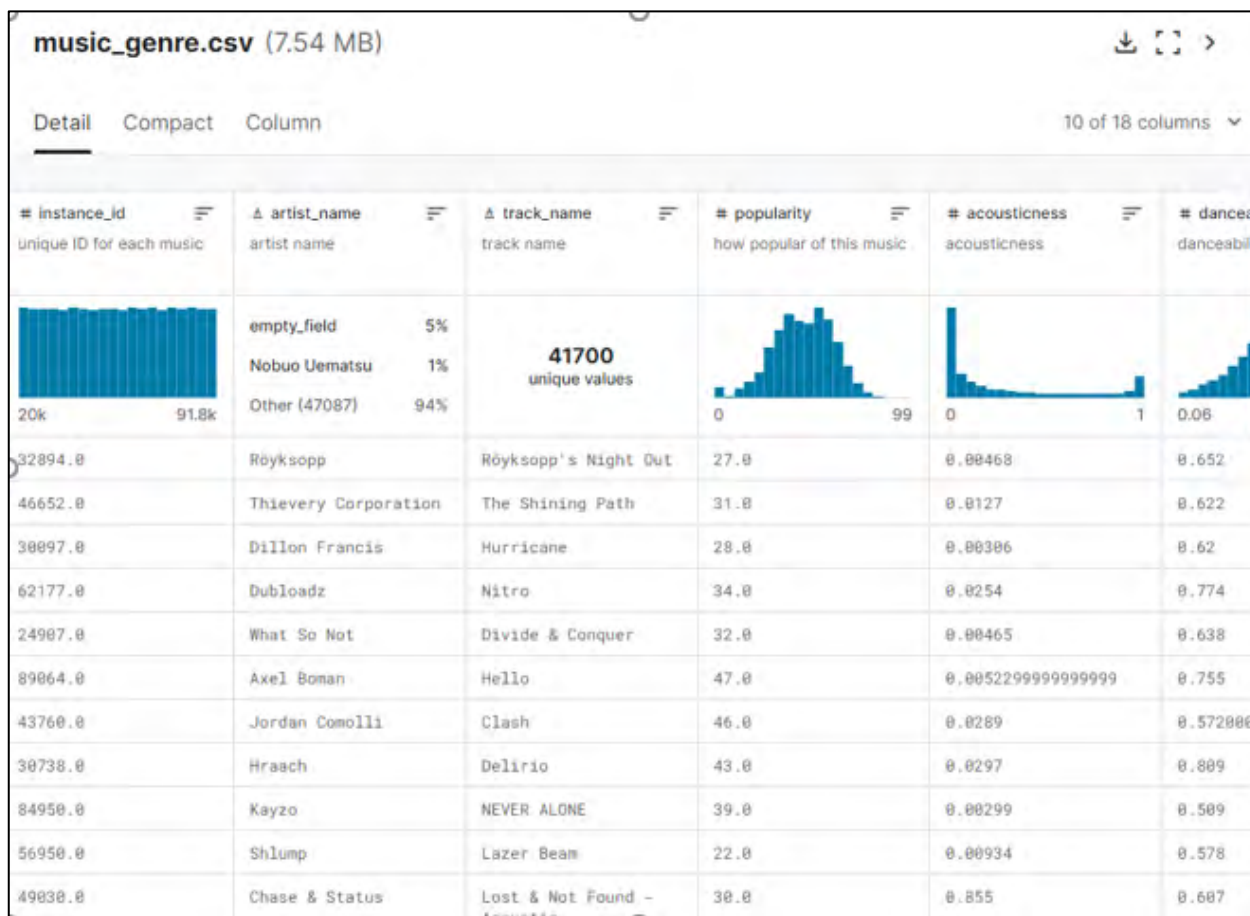 music_genre.csv (7.54 MB)
Detail Compact Column 10 of 18 columns
# instance_id artist_name track_name # popularity # acousticness # dancea
unique ID for each music artist name track name how popular of this music acousticness danceabil
empty_field 5%
Nobuo Uematsu 1%
Other (47087) 94%
41700
unique values
20k 91.8k 0 99 0 1 0.06
32894.0 Röyksopp Röyksopp's Night Out 27.0 0.00468 0.652
46652.0 Thievery Corporation The Shining Path 31.0 0.0127 0.622
30097.0 Dillon Francis Hurricane 28.0 0.00306 0.62
62177.0 Dubloadz Nitro 34.0 0.0254 0.774
24907.0 What So Not Divide & Conquer 32.0 0.00465 0.638
89064.0 Axel Boman Hello 47.0 0.0052299999999999 0.755
43760.0 Jordan Comolli Clash 46.0 0.0289 0.572000
30738.0 Hraach Delirio 43.0 0.0297 0.809
84950.0 Kayzo NEVER ALONE 39.0 0.00299 0.509
56950.0 Shlump Lazer Beam 22.0 0.00934 0.578
49030.0 Chase & Status Lost & Not Found - 30.0 0.855 0.607